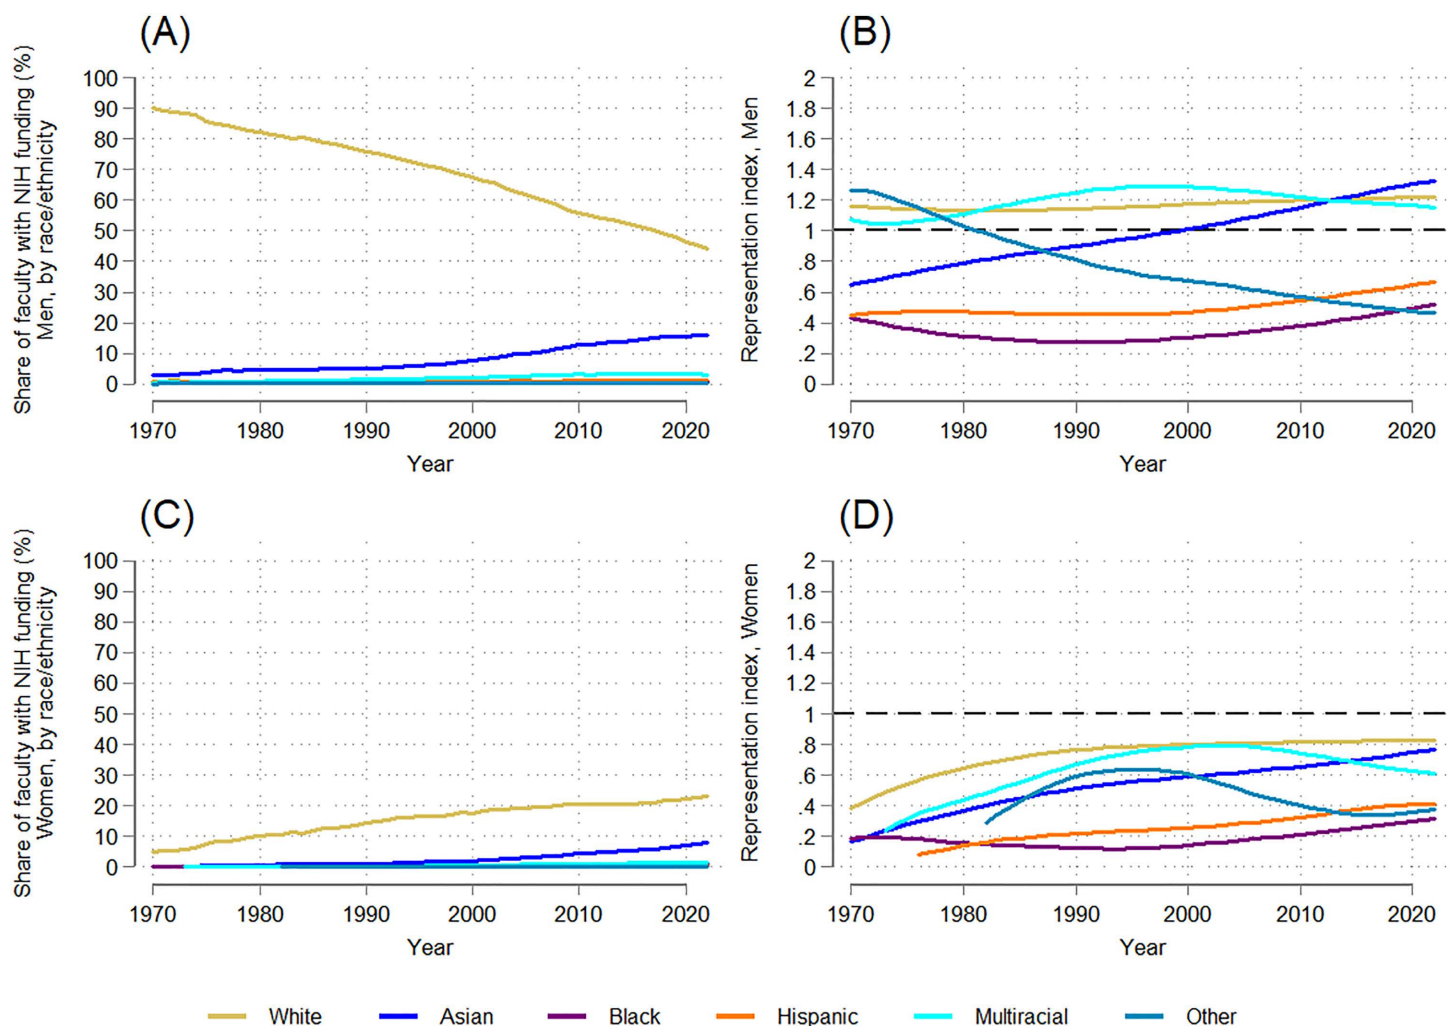 (A)
Share of faculty with NIH funding (%)
Men, by race/ethnicity
100
90
80
70
60
50
40
30
20
10
0
1970 1980 1990 2000 2010 2020
Year
(B)
Representation index, Men
2
1.8
1.6
1.4
1.2
1
.8
.6
.4
.2
0
1970 1980 1990 2000 2010 2020
Year
(C)
Share of faculty with NIH funding (%)
Women, by race/ethnicity
100
90
80
70
60
50
40
30
20
10
0
1970 1980 1990 2000 2010 2020
Year
(D)
Representation index, Women
2
1.8
1.6
1.4
1.2
1
.8
.6
.4
.2
0
1970 1980 1990 2000 2010 2020
Year
White Asian Black Hispanic Multiracial Other